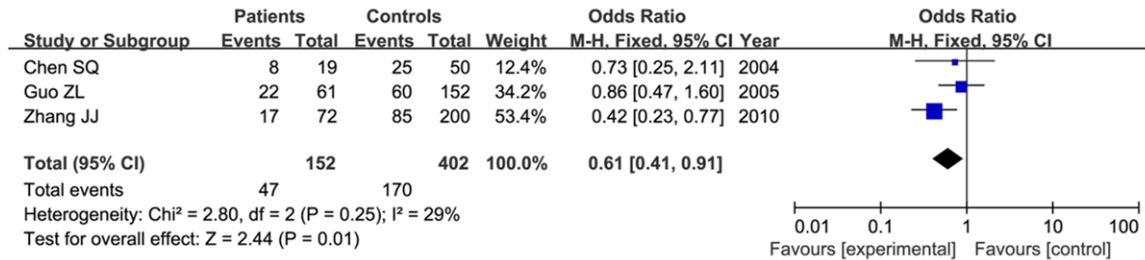 Patients Controls Odds Ratio Odds Ratio
Study or Subgroup Events Total Events Total Weight M-H, Fixed, 95% CI Year M-H, Fixed, 95% CI
Chen SQ 8 19 25 50 12.4% 0.73 [0.25, 2.11] 2004
Guo ZL 22 61 60 152 34.2% 0.86 [0.47, 1.60] 2005
Zhang JJ 17 72 85 200 53.4% 0.42 [0.23, 0.77] 2010
Total (95% CI) 152 402 100.0% 0.61 [0.41, 0.91]
Total events 47 170
Heterogeneity: Chi² = 2.80, df = 2 (P = 0.25); I² = 29%
Test for overall effect: Z = 2.44 (P = 0.01)
0.01 0.1 1 10 100
Favours [experimental] Favours [control]